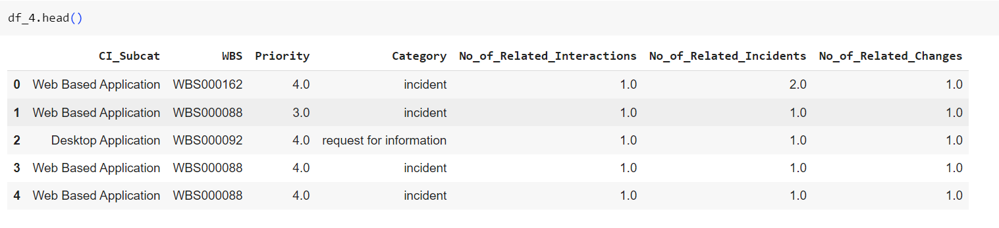 df_4.head()
CI_Subcat WBS Priority Category No_of_Related_Interactions No_of_Related_Incidents No_of_Related_Changes
0 Web Based Application WBS000162 4.0 incident 1.0 2.0 1.0
1 Web Based Application WBS000088 3.0 incident 1.0 1.0 1.0
2 Desktop Application WBS000092 4.0 request for information 1.0 1.0 1.0
3 Web Based Application WBS000088 4.0 incident 1.0 1.0 1.0
4 Web Based Application WBS000088 4.0 incident 1.0 1.0 1.0